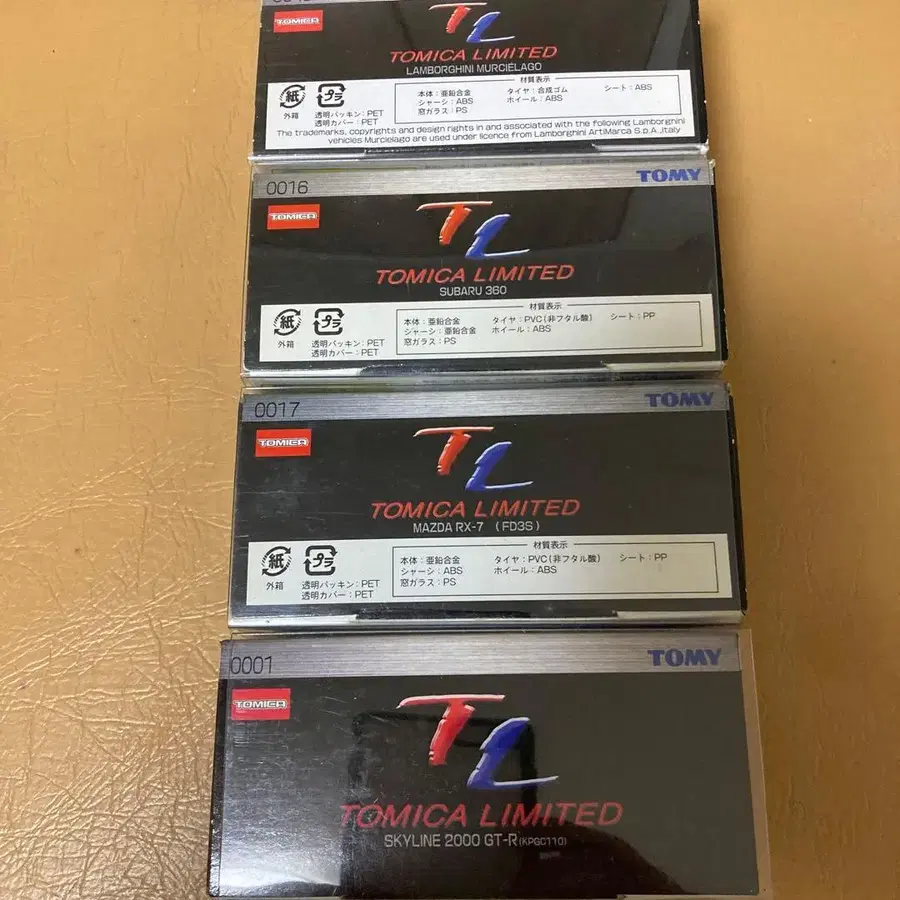 TOMICA
TL
TOMICA LIMITED
LAMBORGHINI MURCIÉLAGO
材質表示
紙
外箱
プラ
透明パッキン：PET
透明カバー：PET
本体：亜鉛合金 タイヤ：合成ゴム シート：ABS
シャーシ：ABS ホイール：ABS
窓ガラス：PS
The trademarks, copyrights and design rights in and associated with the following Lamborghini
vehicles Murcielago are used under licence from Lamborghini ArtiMarca S.p.A.,Italy
0016
TOMY
TOMICA
TL
TOMICA LIMITED
SUBARU 360
材質表示
紙
外箱
プラ
透明パッキン：PET
透明カバー：PET
本体：亜鉛合金 タイヤ：PVC(非フタル酸) シート：PP
シャーシ：亜鉛合金 ホイール：ABS
窓ガラス：PS
0017
TOMY
TOMICA
TL
TOMICA LIMITED
MAZDA RX-7 (FD3S)
材質表示
紙
外箱
プラ
透明パッキン：PET
透明カバー：PET
本体：亜鉛合金 タイヤ：PVC(非フタル酸) シート：PP
シャーシ：ABS ホイール：ABS
窓ガラス：PS
0001
TOMY
TOMICA
TL
TOMICA LIMITED
SKYLINE 2000 GT-R(KPGC110)